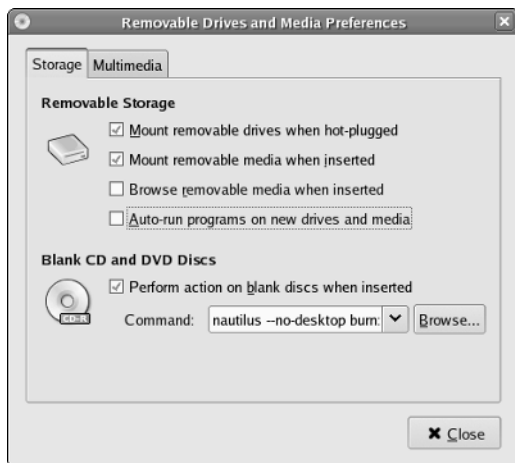 Removable Drives and Media Preferences
Storage
Multimedia
Removable Storage
Mount removable drives when hot-plugged
Mount removable media when inserted
Browse removable media when inserted
Auto-run programs on new drives and media
Blank CD and DVD Discs
Perform action on blank discs when inserted
CD-R
Command: nautilus --no-desktop burn: Browse...
Close